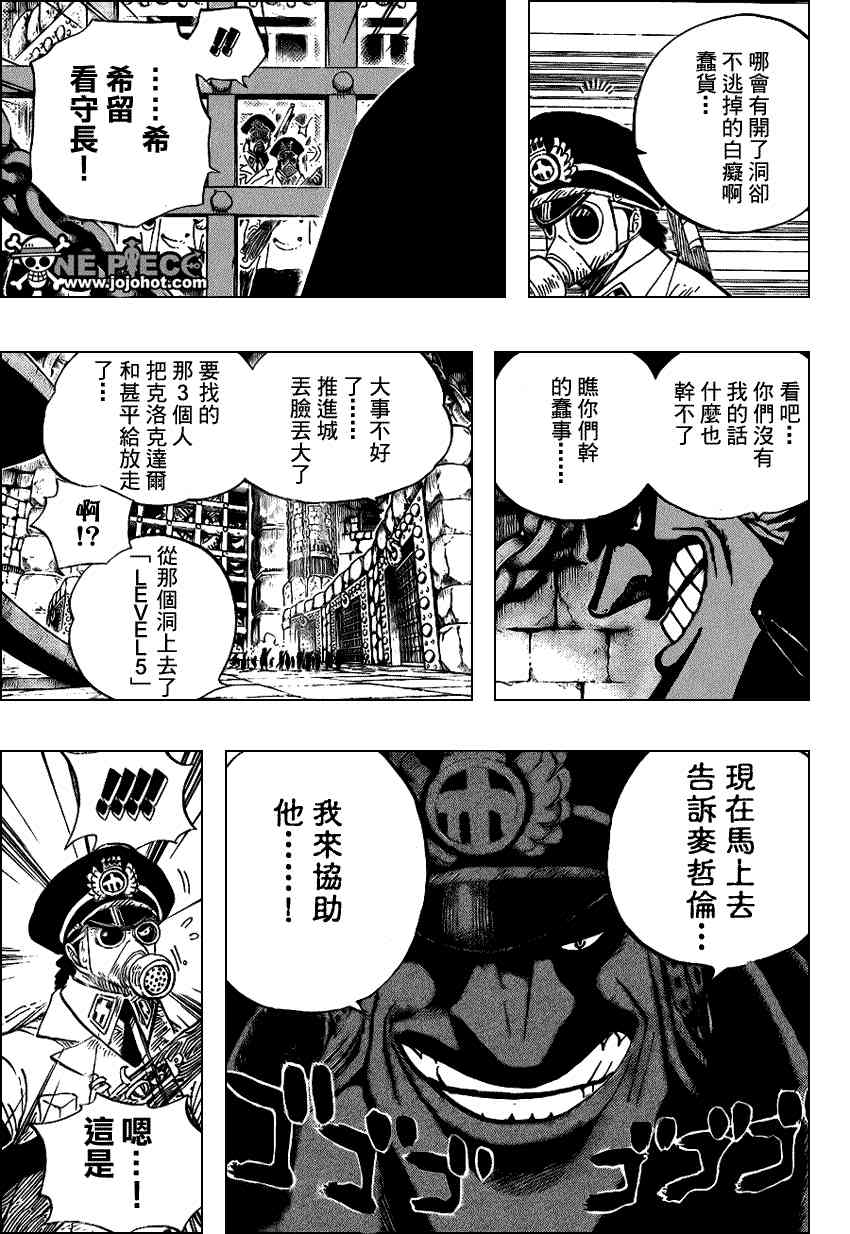 哪會有開了洞卻
不逃掉的白癡啊
蠢貨…
!!
……希
希留
看守長!
ONE PIECE
www.jojohot.com
看吧…
你們沒有
我的話
什麼也
幹不了
瞧你們幹
的蠢事……
大事不好
了……
推進城
丟臉丟大了
要找的
那3個人
把克洛克達爾
和甚平給放走
了…
啊!?
從那個洞上去了
「LEVEL5」
現在馬上去
告訴麥哲倫…
我來協助
他……!
ゴゴゴゴ
ゴゴゴ
!!!!!
嗯…!
這是